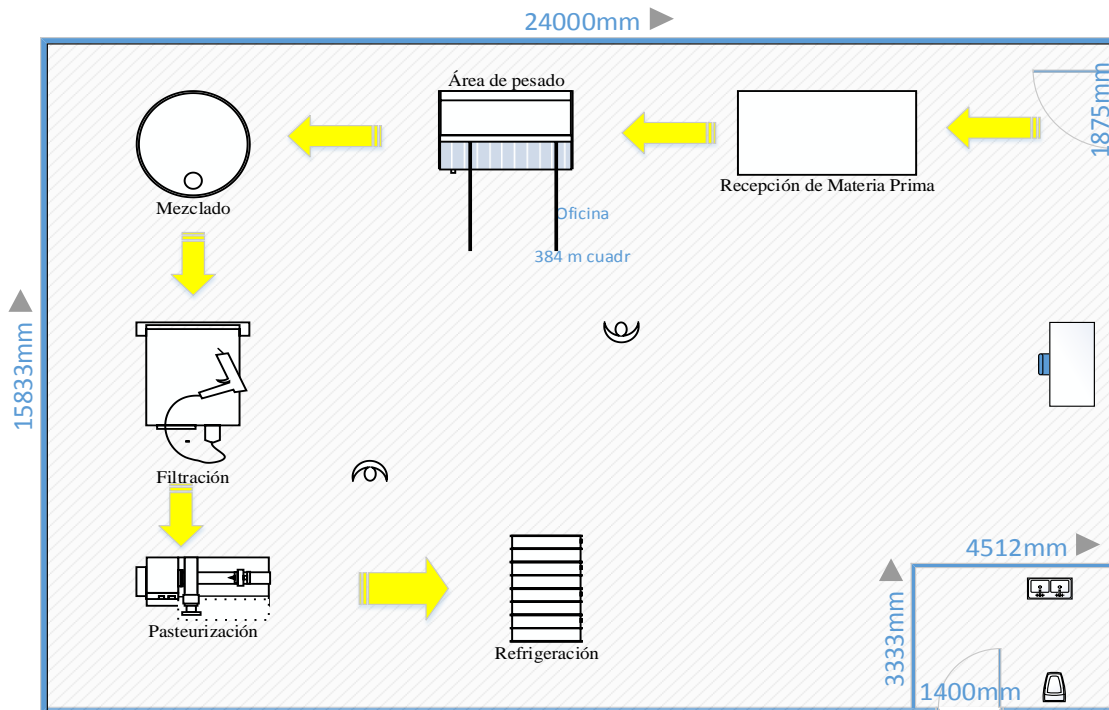 24000mm
Área de pesado
1875mm
Recepción de Materia Prima
Mezclado
Oficina
384 m cuadr
15833mm
Filtración
4512mm
3333mm
Pasteurización
Refrigeración
1400mm